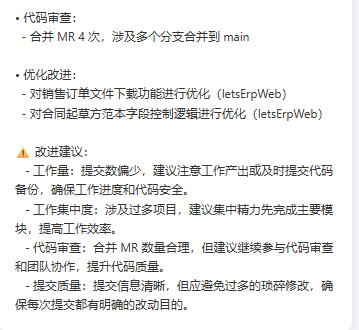 • 代码审查：
- 合并 MR 4 次，涉及多个分支合并到 main
• 优化改进：
- 对销售订单文件下载功能进行优化（letsErpWeb）
- 对合同起草方范本字段控制逻辑进行优化（letsErpWeb）
⚠️ 改进建议：
- 工作量：提交数偏少，建议注意工作产出或及时提交代码
备份，确保工作进度和代码安全。
- 工作集中度：涉及过多项目，建议集中精力先完成主要模
块，提高工作效率。
- 代码审查：合并 MR 数量合理，但建议继续参与代码审查
和团队协作，提升代码质量。
- 提交质量：提交信息清晰，但应避免过多的琐碎修改，确
保每次提交都有明确的改动目的。